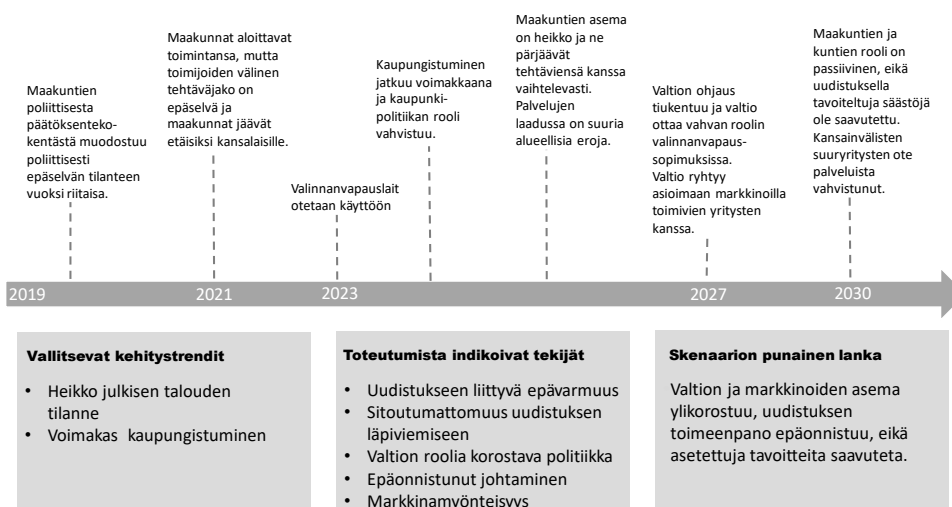 Maakuntien
poliittisesta
päätöksenteko-
kentästä muodostuu
poliittisesti
epäselvän tilanteen
vuoksi riitaisa.
Maakunnat aloittavat
toimintansa, mutta
toimijoiden välinen
tehtäväjako on
epäselvä ja
maakunnat jäävät
etäisiksi kansalaisille.
Valinnanvapauslait
otetaan käyttöön
Kaupungistuminen
jatkuu voimakkaana
ja kaupunki-
politiikan rooli
vahvistuu.
Maakuntien asema
on heikko ja ne
pärjäävät
tehtäviensä kanssa
vaihtelevasti.
Palvelujen
laadussa on suuria
alueellisia eroja.
Valtion ohjaus
tiukentuu ja valtio
ottaa vahvan roolin
valinnanvapaus-
sopimuksissa.
Valtio ryhtyy
asioimaan markkinoilla
toimivien yritysten
kanssa.
Maakuntien ja
kuntien rooli on
passiivinen, eikä
uudistuksella
tavoiteltuja säästöjä
ole saavutettu.
Kansainvälisten
suuryritysten ote
palveluista
vahvistunut.
2019 2021 2023 2027 2030
Vallitsevat kehitystrendit
• Heikko julkisen talouden
tilanne
• Voimakas kaupungistuminen
Toteutumista indikoivat tekijät
• Uudistukseen liittyvä epävarmuus
• Sitoutumattomuus uudistuksen
läpiviemiseen
• Valtion roolia korostava politiikka
• Epäonnistunut johtaminen
• Markkinamyönteisyys
Skenaarion punainen lanka
Valtion ja markkinoiden asema
ylikorostuu, uudistuksen
toimeenpano epäonnistuu, eikä
asetettuja tavoitteita saavuteta.